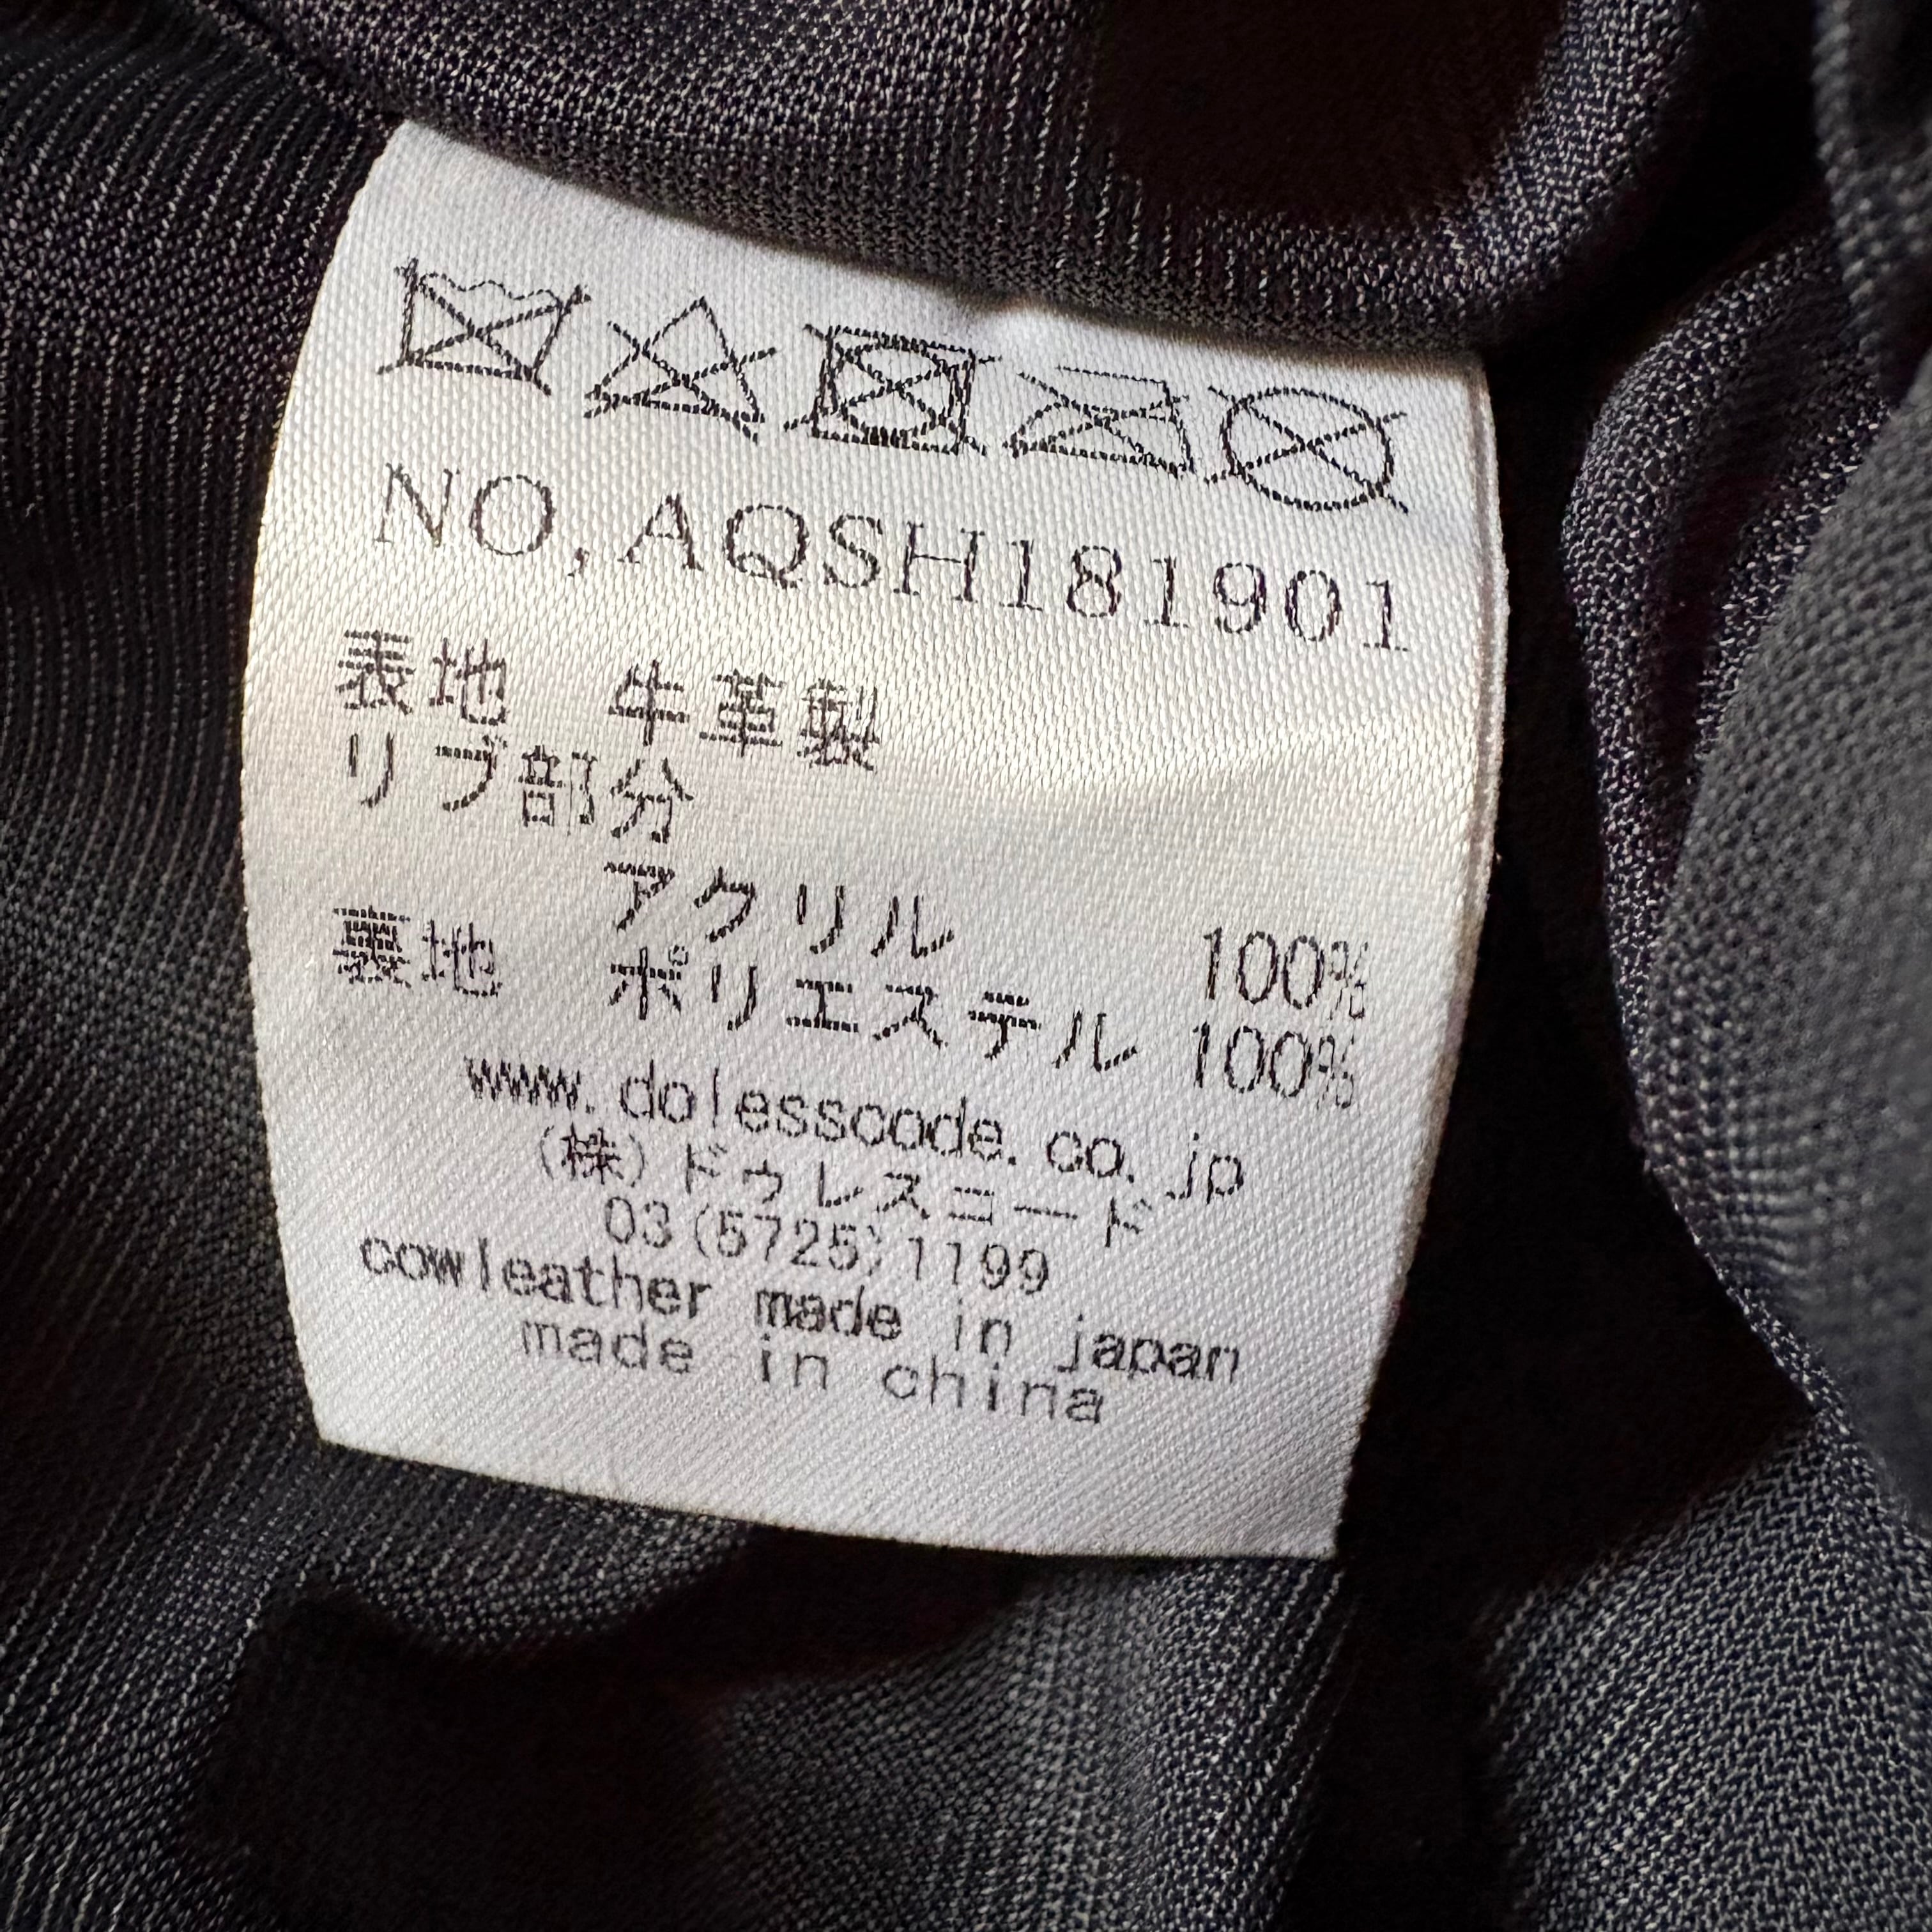 NO,AQSH181901
表地 牛革製
リブ部分
アクリル 100%
裏地 ポリエステル 100%
www.dolesscode.co.jp
(株)ドゥレスコード
03(5725)1199
cowleather made in japan
made in china